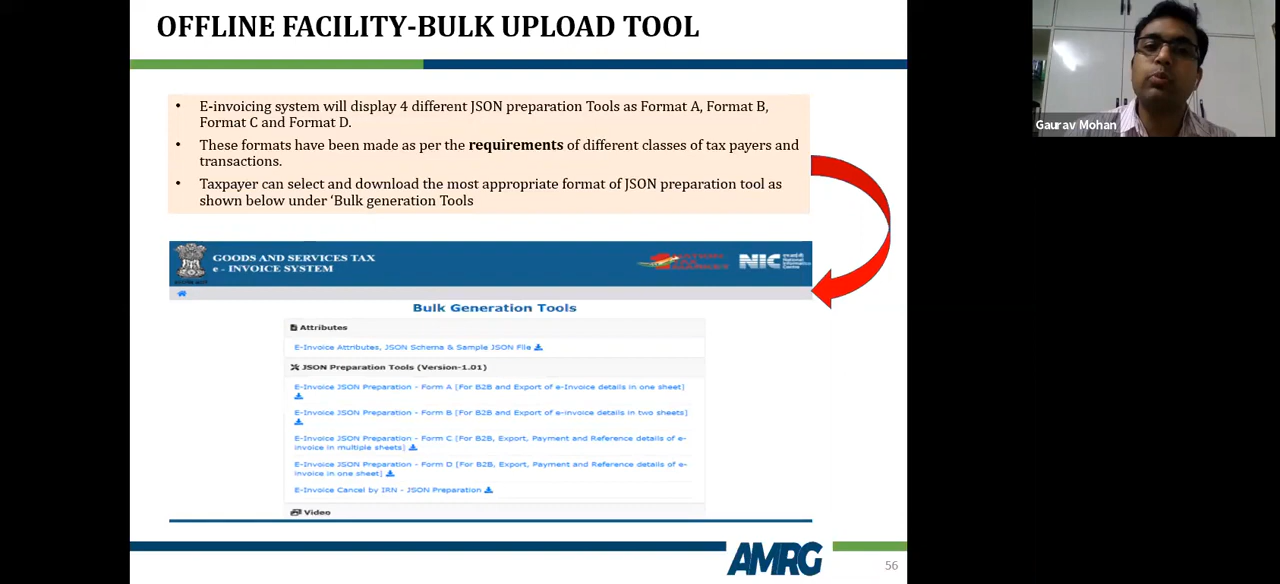 OFFLINE FACILITY-BULK UPLOAD TOOL
Gaurav Mohan
• E-invoicing system will display 4 different JSON preparation Tools as Format A, Format B,
Format C and Format D.
• These formats have been made as per the requirements of different classes of tax payers and
transactions.
• Taxpayer can select and download the most appropriate format of JSON preparation tool as
shown below under ‘Bulk generation Tools
GOODS AND SERVICES TAX
e - INVOICE SYSTEM
NIC
National
Informatics
Centre
Bulk Generation Tools
Attributes
E-Invoice Attributes, JSON Schema & Sample JSON File
JSON Preparation Tools (Version-1.01)
E-Invoice JSON Preparation - Form A [For B2B and Export of e-Invoice details in one sheet]
E-Invoice JSON Preparation - Form B [For B2B and Export of e-invoice details in two sheets]
E-Invoice JSON Preparation - Form C [For B2B, Export, Payment and Reference details of e-
invoice in multiple sheets]
E-Invoice JSON Preparation - Form D [For B2B, Export, Payment and Reference details of e-
invoice in one sheet]
E-Invoice Cancel by IRN - JSON Preparation
Video
AMRG
56